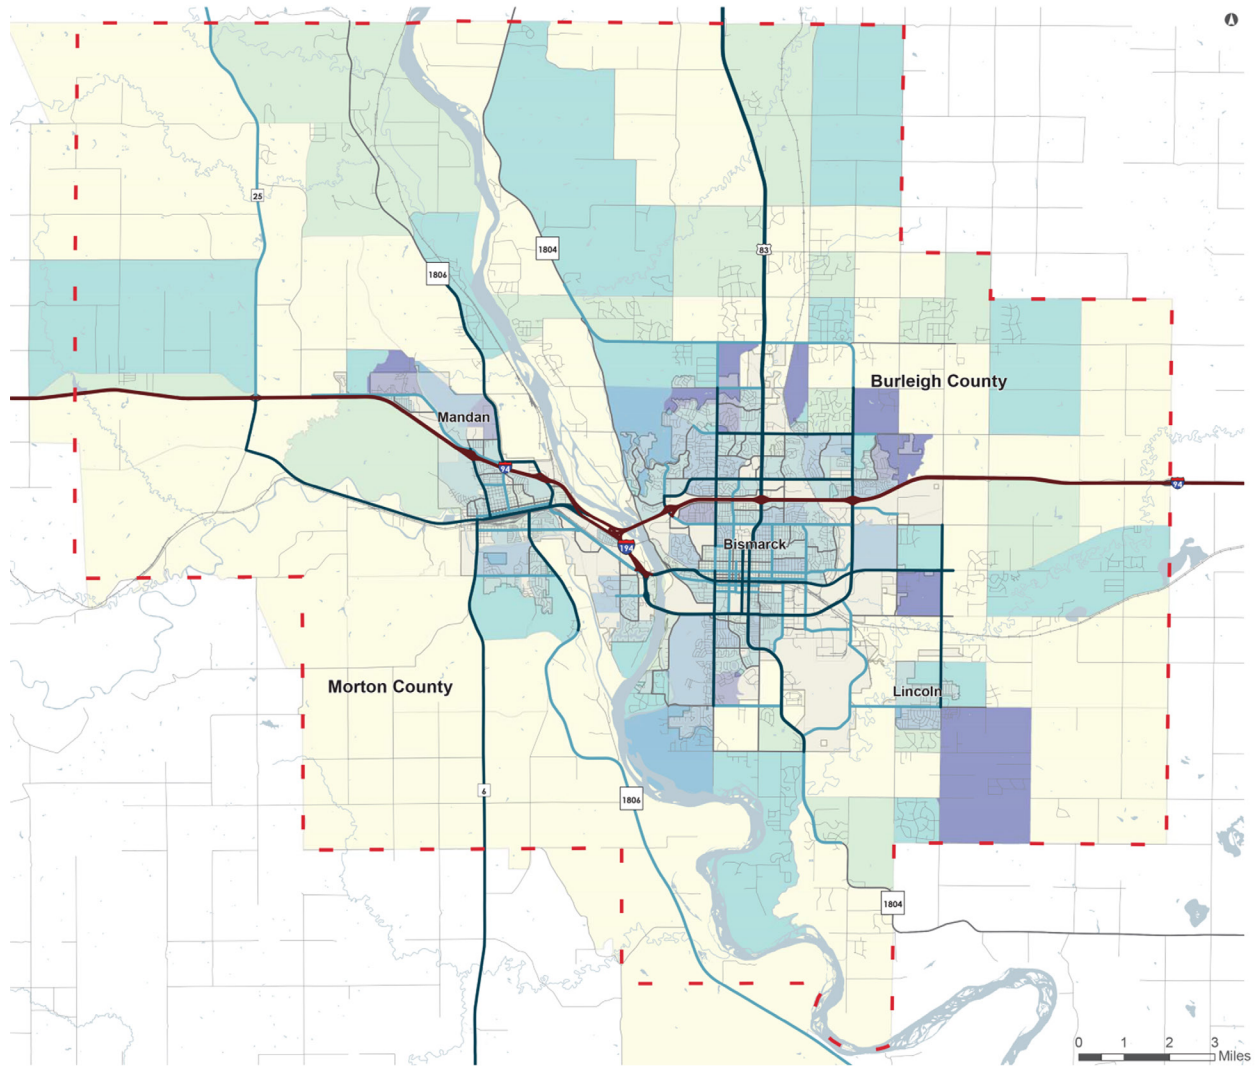 25
1804
83
1806
Burleigh County
Mandan
94
94
Bismarck
194
Morton County
Lincoln
6
1806
1804
0 1 2 3
Miles